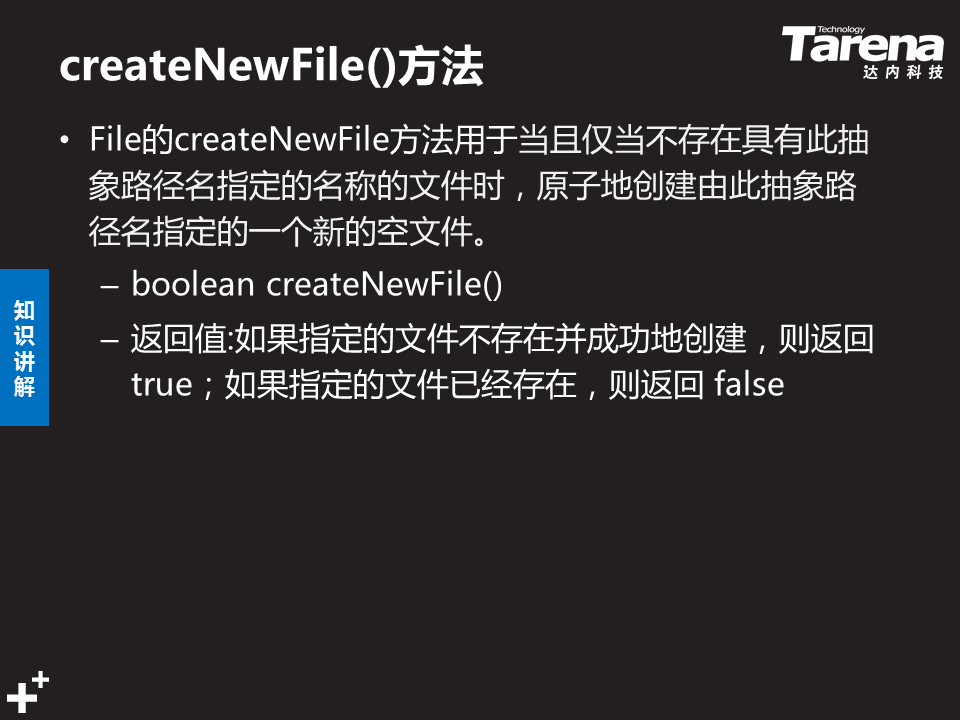 createNewFile()方法
Technology
Tarena
达内科技
• File的createNewFile方法用于当且仅当不存在具有此抽
象路径名指定的名称的文件时，原子地创建由此抽象路
径名指定的一个新的空文件。
– boolean createNewFile()
– 返回值:如果指定的文件不存在并成功地创建，则返回
true；如果指定的文件已经存在，则返回 false
知
识
讲
解